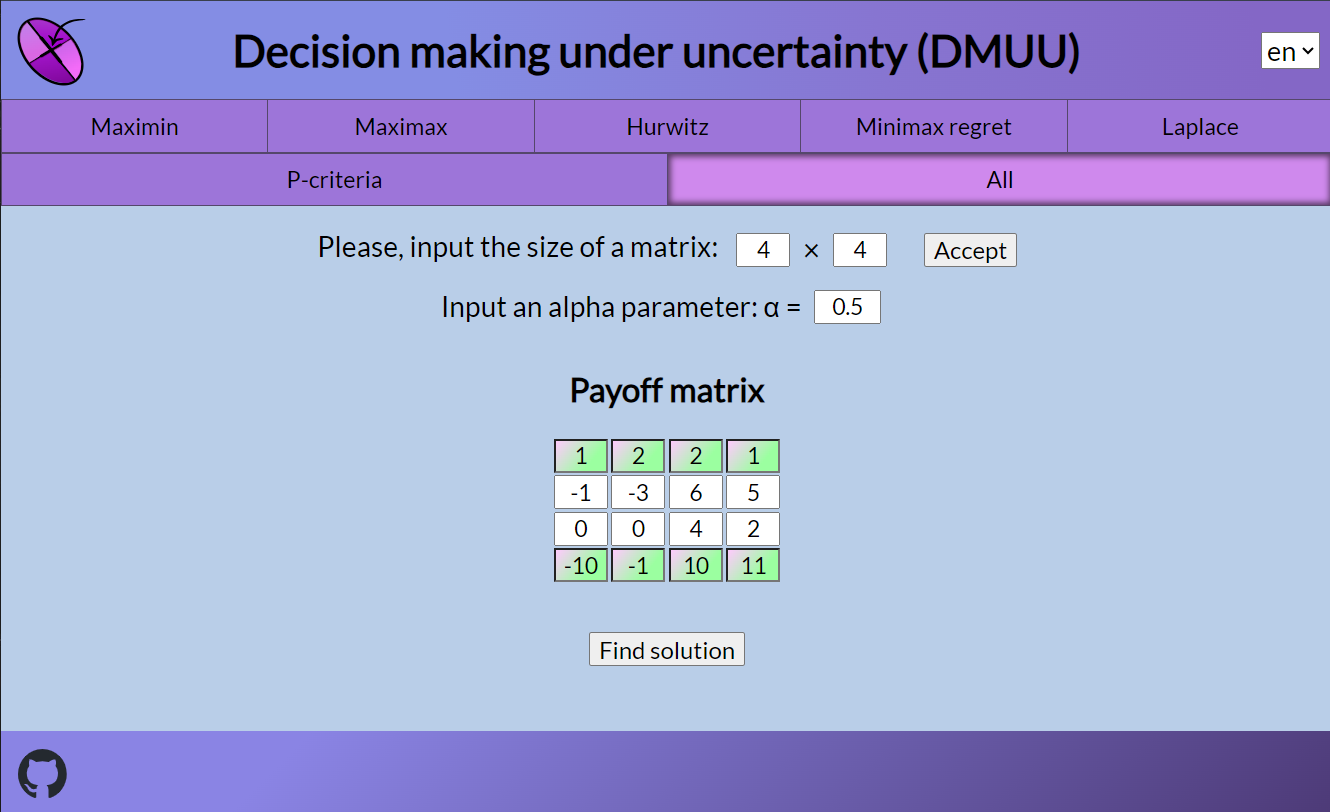 Decision making under uncertainty (DMUU)
en
Maximin Maximax Hurwitz Minimax regret Laplace
P-criteria All
Please, input the size of a matrix: 4 × 4 Accept
Input an alpha parameter: α = 0.5
Payoff matrix
1 2 2 1
-1 -3 6 5
0 0 4 2
-10 -1 10 11
Find solution